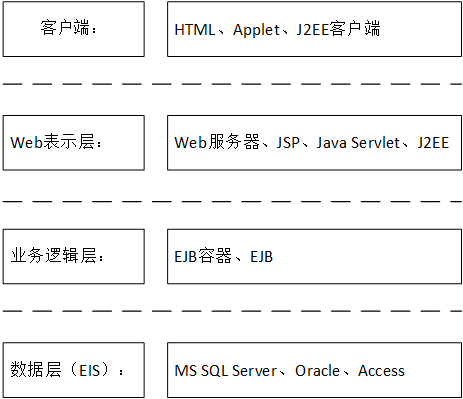 客户端：
HTML、Applet、J2EE客户端
Web表示层：
Web服务器、JSP、Java Servlet、J2EE
业务逻辑层：
EJB容器、EJB
数据层（EIS）：
MS SQL Server、Oracle、Access